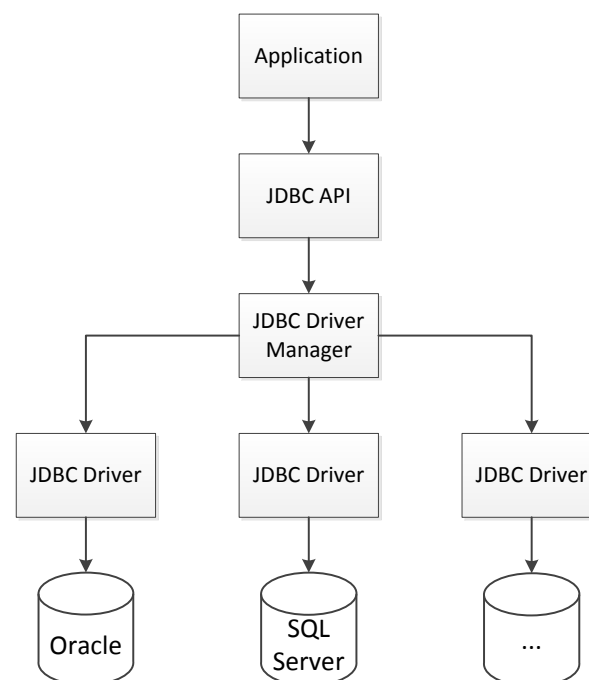 Application
JDBC API
JDBC Driver
Manager
JDBC Driver
JDBC Driver
JDBC Driver
Oracle
SQL
Server
...